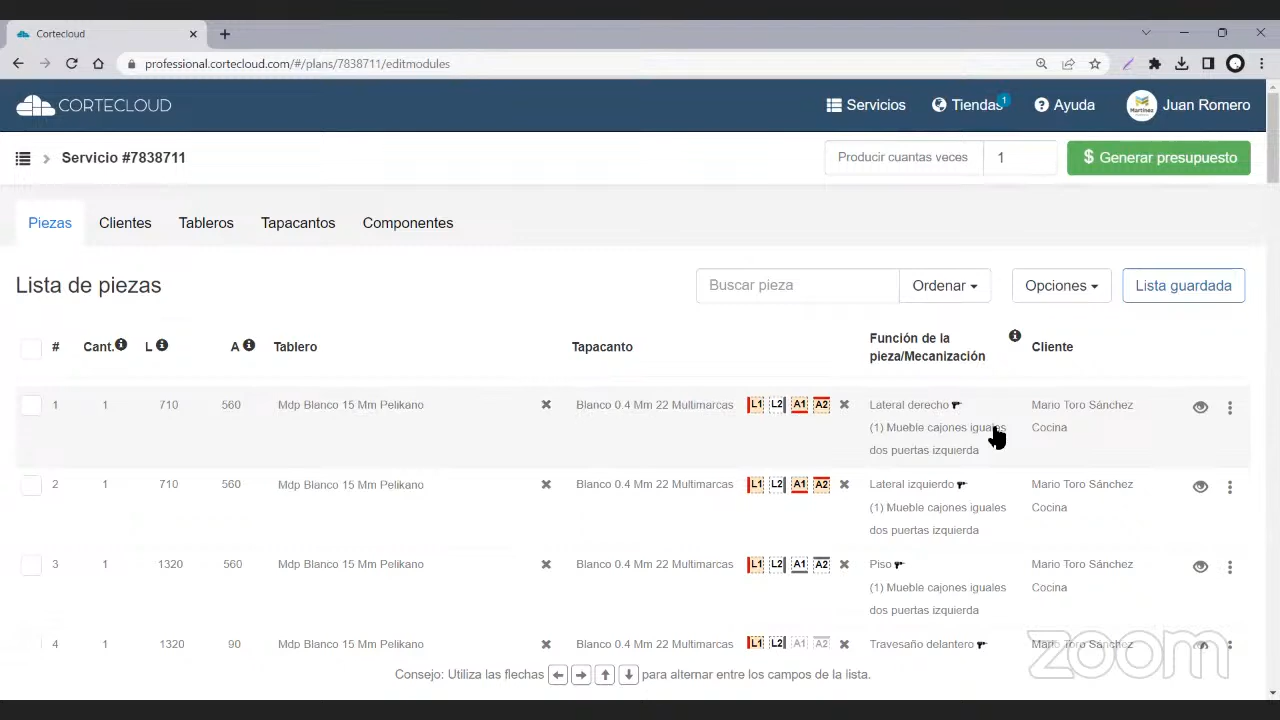 Cortecloud
professional.cortecloud.com/#/plans/7838711/editmodules
CORTECLOUD
Servicios
Tiendas
1
Ayuda
Juan Romero
Servicio #7838711
Producir cuantas veces
1
$ Generar presupuesto
Piezas
Clientes
Tableros
Tapacantos
Componentes
Lista de piezas
Buscar pieza
Ordenar
Opciones
Lista guardada
# Cant. L A Tablero Tapacanto Función de la pieza/Mecanización Cliente
1 1 710 560 Mdp Blanco 15 Mm Pelikano Blanco 0.4 Mm 22 Multimarcas L1 L2 A1 A2 Lateral derecho Mario Toro Sánchez
(1) Mueble cajones iguales Cocina
dos puertas izquierda
2 1 710 560 Mdp Blanco 15 Mm Pelikano Blanco 0.4 Mm 22 Multimarcas L1 L2 A1 A2 Lateral izquierdo Mario Toro Sánchez
(1) Mueble cajones iguales Cocina
dos puertas izquierda
3 1 1320 560 Mdp Blanco 15 Mm Pelikano Blanco 0.4 Mm 22 Multimarcas L1 L2 A1 A2 Piso Mario Toro Sánchez
(1) Mueble cajones iguales Cocina
dos puertas izquierda
4 1 1320 90 Mdp Blanco 15 Mm Pelikano Blanco 0.4 Mm 22 Multimarcas L1 L2 A1 A2 Travesaño delantero Mario Toro Sánchez
Consejo: Utiliza las flechas ← → ↑ ↓ para alternar entre los campos de la lista.
zoom